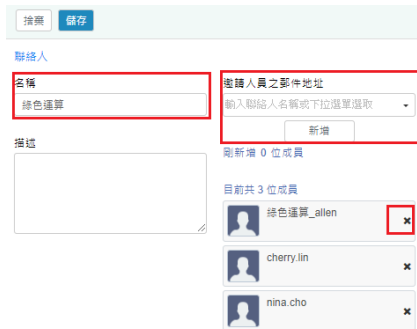 捨棄 儲存
聯絡人
名稱
綠色運算
描述
邀請人員之郵件地址
輸入聯絡人名稱或下拉選單選取
新增
剛新增 0 位成員
目前共 3 位成員
綠色運算_allen
cherry.lin
nina.cho